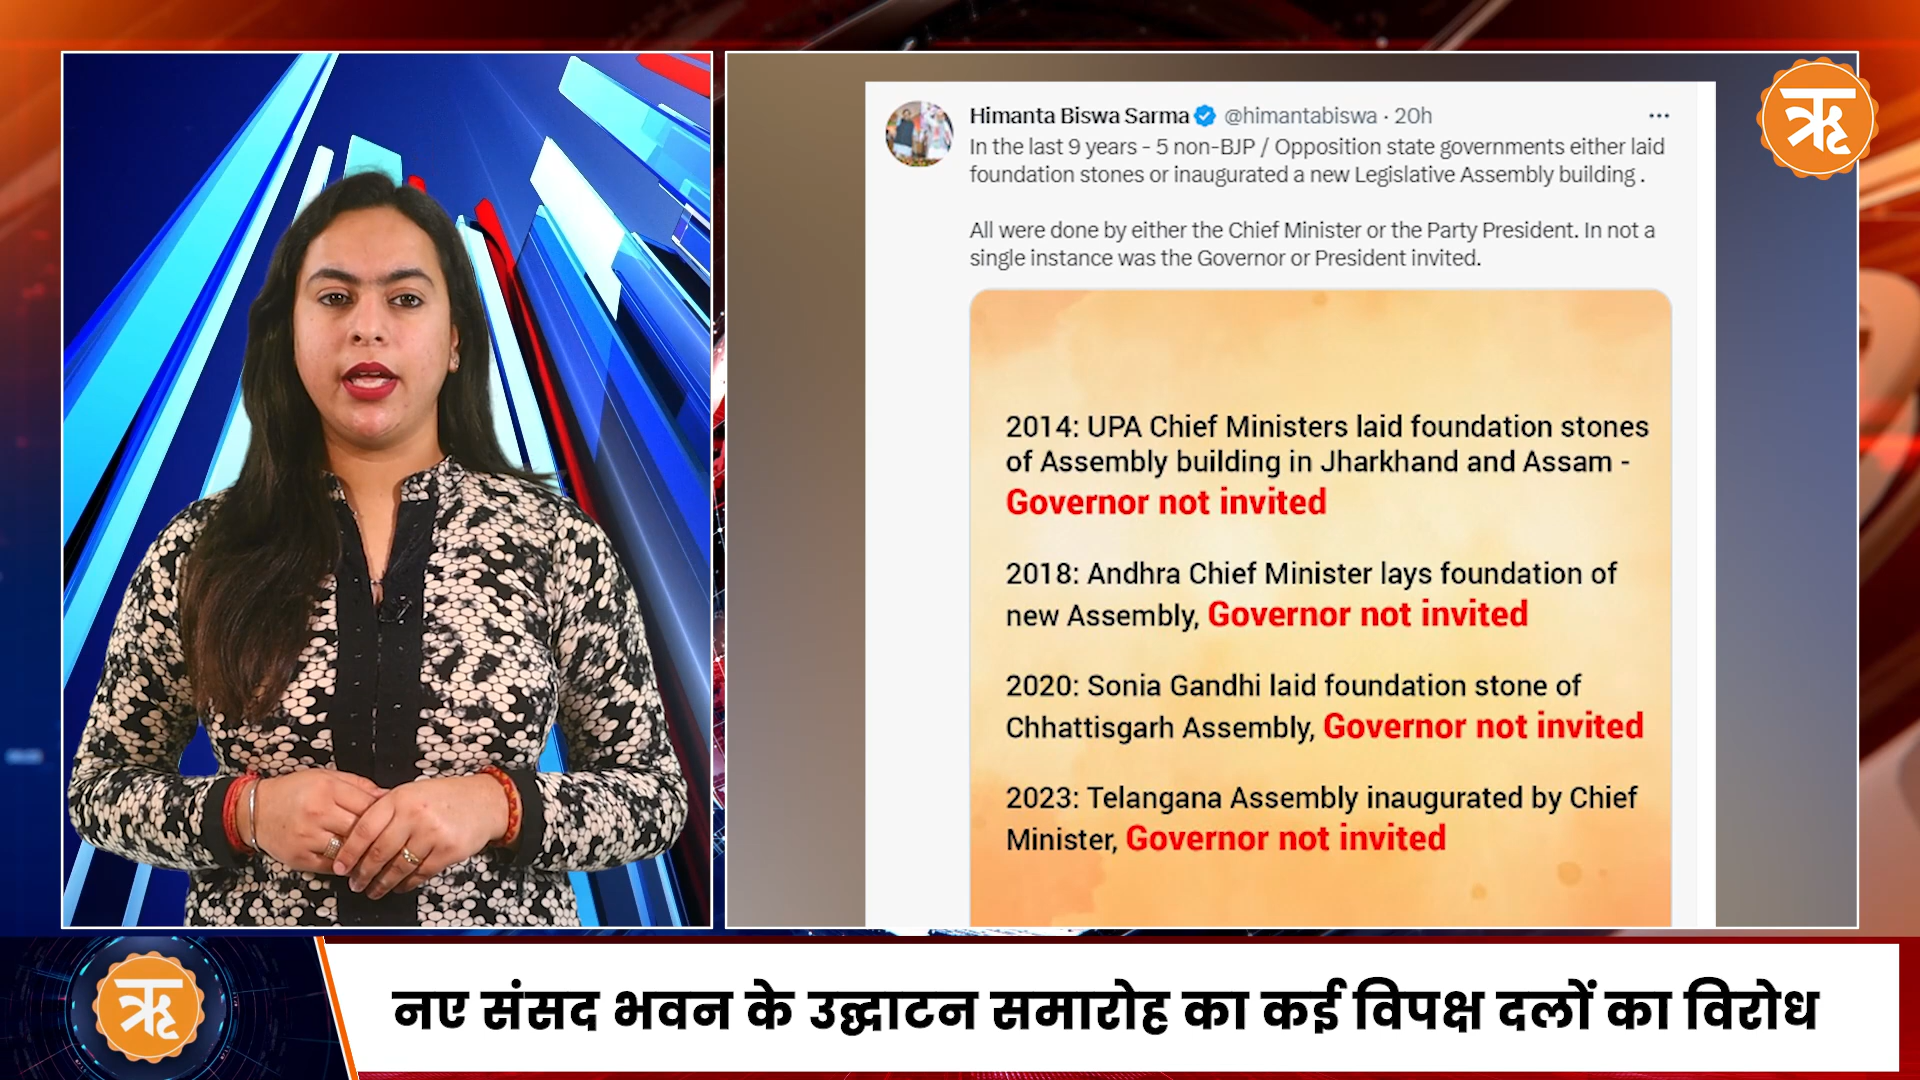 ऋ
Himanta Biswa Sarma @himantabiswa · 20h
In the last 9 years - 5 non-BJP / Opposition state governments either laid
foundation stones or inaugurated a new Legislative Assembly building .
All were done by either the Chief Minister or the Party President. In not a
single instance was the Governor or President invited.
2014: UPA Chief Ministers laid foundation stones
of Assembly building in Jharkhand and Assam -
Governor not invited
2018: Andhra Chief Minister lays foundation of
new Assembly, Governor not invited
2020: Sonia Gandhi laid foundation stone of
Chhattisgarh Assembly, Governor not invited
2023: Telangana Assembly inaugurated by Chief
Minister, Governor not invited
ऋ
नए संसद भवन के उद्घाटन समारोह का कई विपक्ष दलों का विरोध